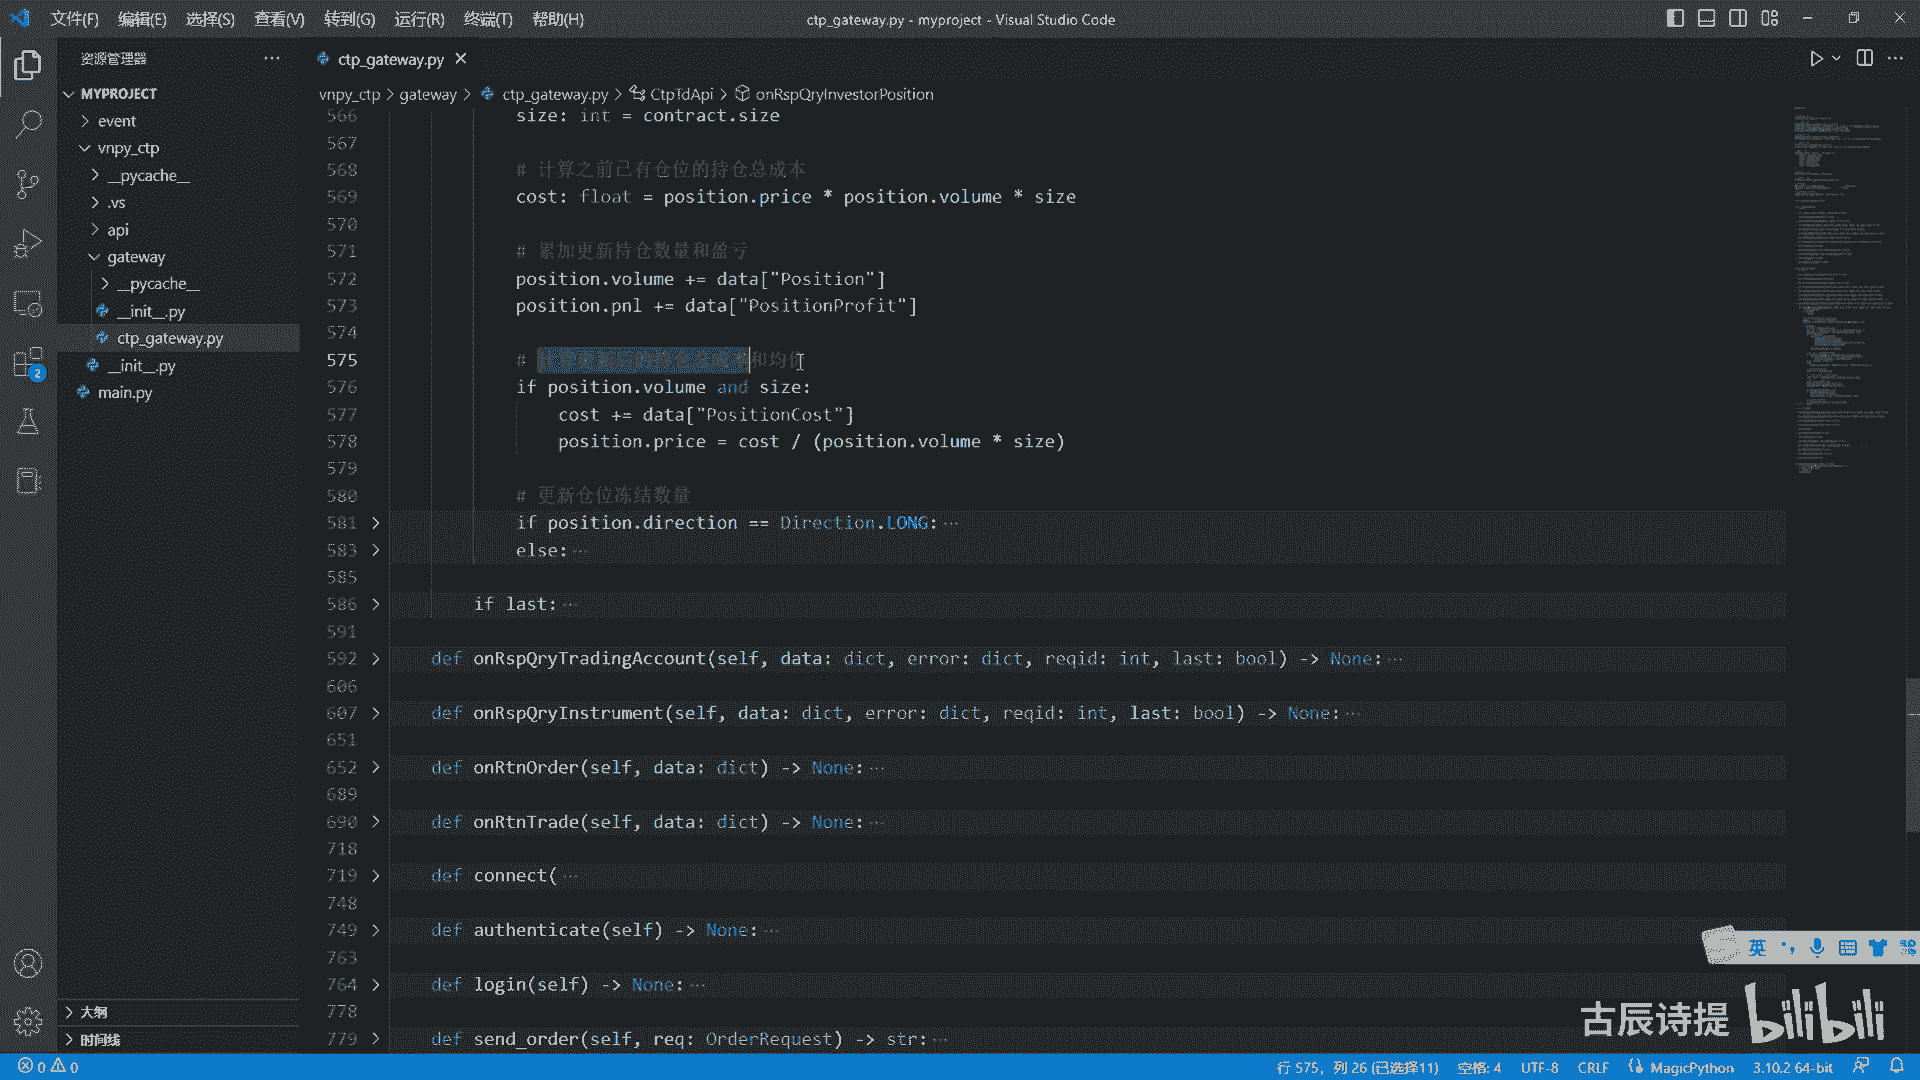 文件(F) 编辑(E) 选择(S) 查看(V) 转到(G) 运行(R) 终端(T) 帮助(H)
ctp_gateway.py - myproject - Visual Studio Code
资源管理器
ctp_gateway.py
MYPROJECT
vnpy_ctp > gateway > ctp_gateway.py > CtpTdApi > onRspQryInvestorPosition
event
vnpy_ctp
__pycache__
.vs
api
gateway
__pycache__
__init__.py
ctp_gateway.py
__init__.py
main.py
2
大纲
时间线
566 size: int = contract.size
567
568 # 计算之前已有仓位的持仓总成本
569 cost: float = position.price * position.volume * size
570
571 # 累加更新持仓数量和盈亏
572 position.volume += data["Position"]
573 position.pnl += data["PositionProfit"]
574
575 # 计算更新后的持仓总成本和均价
576 if position.volume and size:
577 cost += data["PositionCost"]
578 position.price = cost / (position.volume * size)
579
580 # 更新仓位冻结数量
581 if position.direction == Direction.LONG:
583 else:
585
586 if last:
591
592 def onRspQryTradingAccount(self, data: dict, error: dict, reqid: int, last: bool) -> None:
606
607 def onRspQryInstrument(self, data: dict, error: dict, reqid: int, last: bool) -> None:
651
652 def onRtnOrder(self, data: dict) -> None:
689
690 def onRtnTrade(self, data: dict) -> None:
718
719 def connect(
748
749 def authenticate(self) -> None:
763
764 def login(self) -> None:
778
779 def send_order(self, req: OrderRequest) -> str:
英
古辰诗提 bilibili
0 0
行 575，列 26 (已选择11) 空格: 4 UTF-8 CRLF MagicPython 3.10.2 64-bit